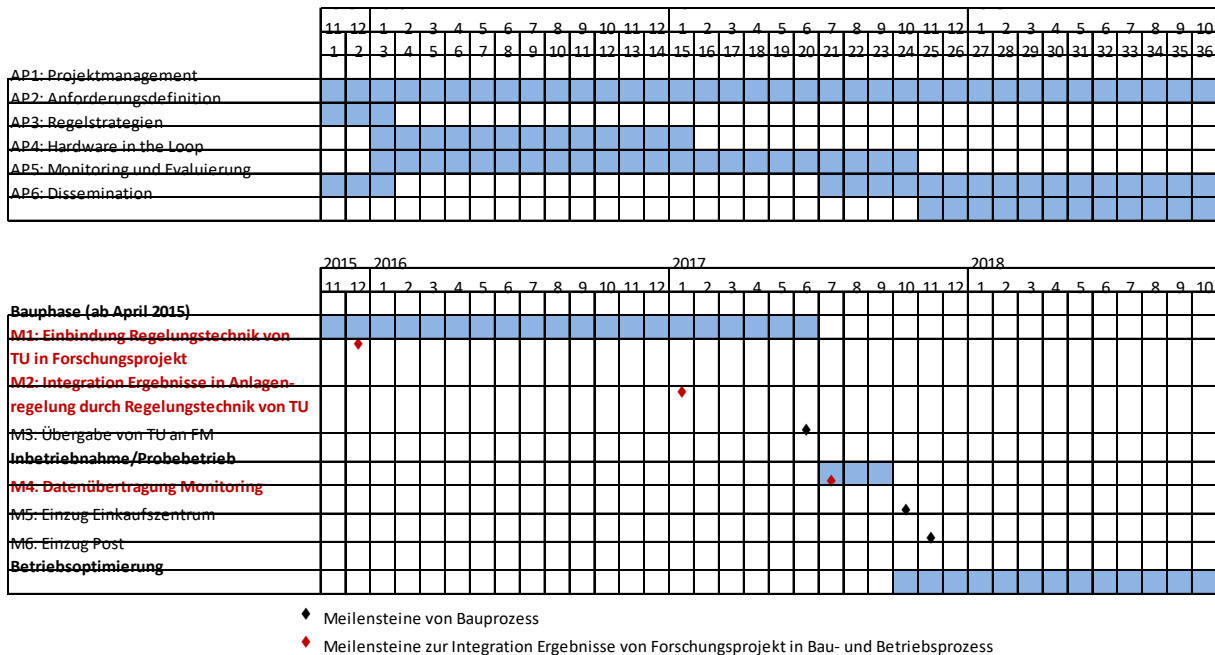 11 12 1 2 3 4 5 6 7 8 9 10 11 12 1 2 3 4 5 6 7 8 9 10 11 12 1 2 3 4 5 6 7 8 9 10
1 2 3 4 5 6 7 8 9 10 11 12 13 14 15 16 17 18 19 20 21 22 23 24 25 26 27 28 29 30 31 32 33 34 35 36
AP1: Projektmanagement
AP2: Anforderungsdefinition
AP3: Regelstrategien
AP4: Hardware in the Loop
AP5: Monitoring und Evaluierung
AP6: Dissemination
2015 2016 2017 2018
11 12 1 2 3 4 5 6 7 8 9 10 11 12 1 2 3 4 5 6 7 8 9 10 11 12 1 2 3 4 5 6 7 8 9 10
Bauphase (ab April 2015)
M1: Einbindung Regelungstechnik von
TU in Forschungsprojekt
M2: Integration Ergebnisse in Anlagen-
regelung durch Regelungstechnik von TU
M3: Übergabe von TU an FM
Inbetriebnahme/Probebetrieb
M4: Datenübertragung Monitoring
M5: Einzug Einkaufszentrum
M6: Einzug Post
Betriebsoptimierung
Meilensteine von Bauprozess
Meilensteine zur Integration Ergebnisse von Forschungsprojekt in Bau- und Betriebsprozess